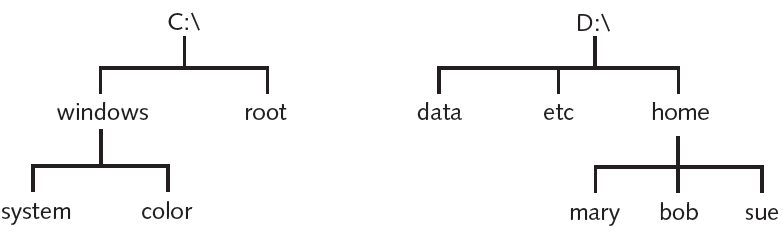 C:\ D:\
windows root data etc home
system color mary bob sue